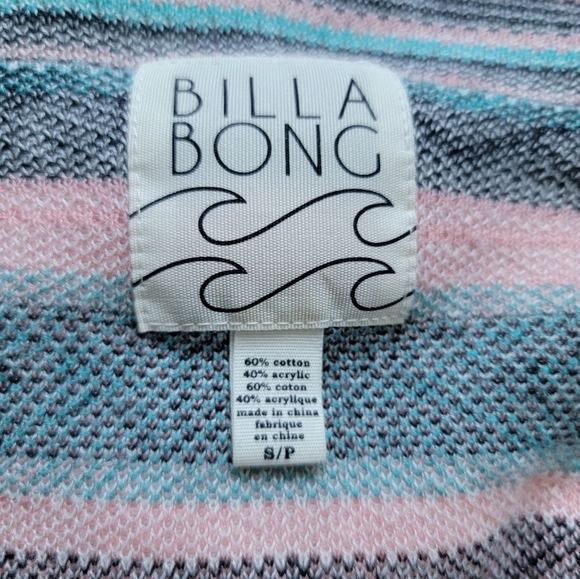 BILLA
BONG
60% cotton
40% acrylic
60% coton
40% acrylique
made in china
fabrique
en chine
S/P